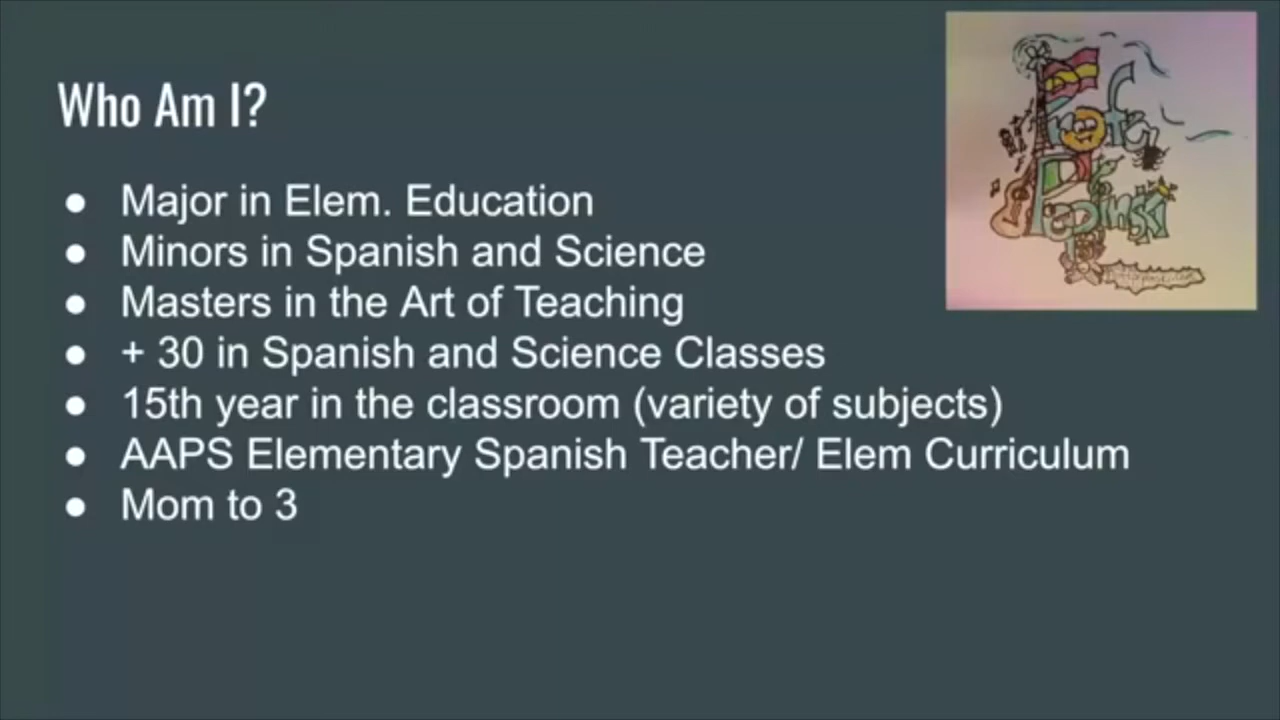 Who Am I?
● Major in Elem. Education
● Minors in Spanish and Science
● Masters in the Art of Teaching
● + 30 in Spanish and Science Classes
● 15th year in the classroom (variety of subjects)
● AAPS Elementary Spanish Teacher/ Elem Curriculum
● Mom to 3